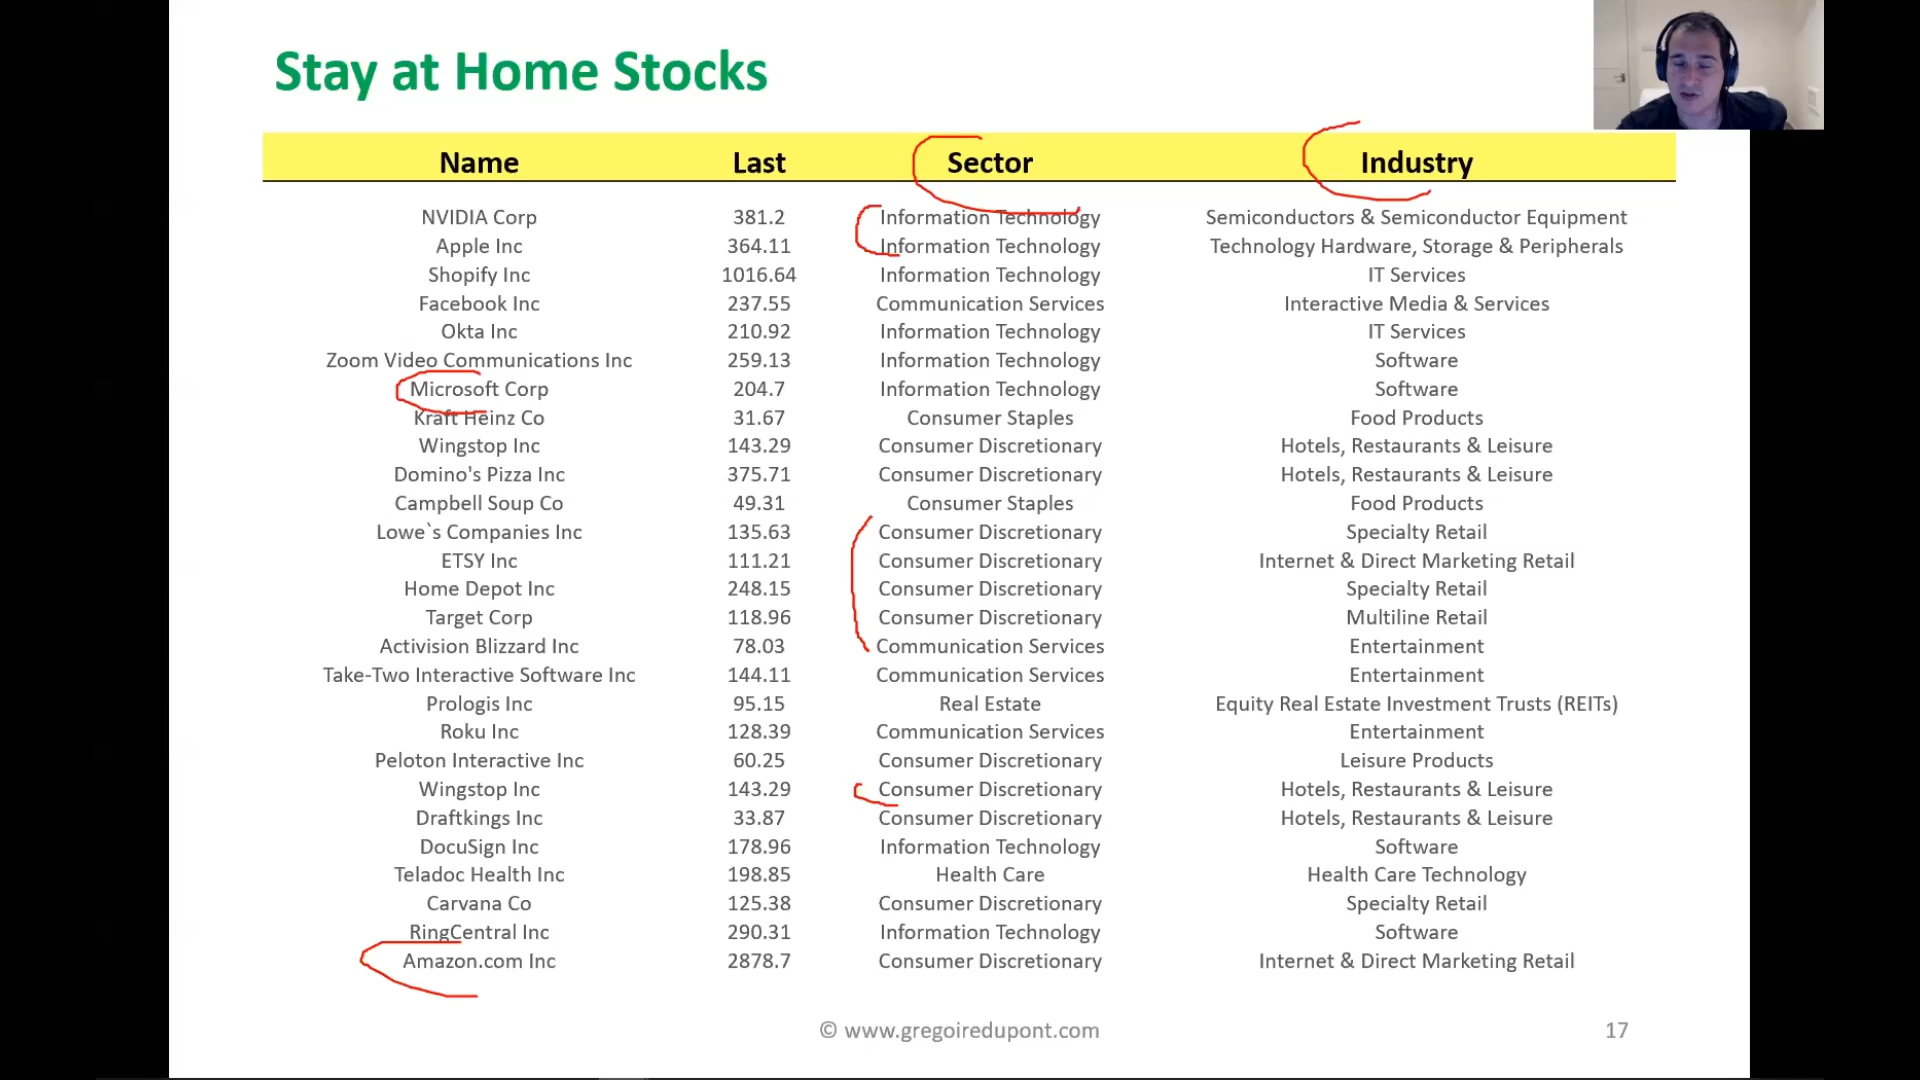 Stay at Home Stocks
Name Last Sector Industry
NVIDIA Corp 381.2 Information Technology Semiconductors & Semiconductor Equipment
Apple Inc 364.11 Information Technology Technology Hardware, Storage & Peripherals
Shopify Inc 1016.64 Information Technology IT Services
Facebook Inc 237.55 Communication Services Interactive Media & Services
Okta Inc 210.92 Information Technology IT Services
Zoom Video Communications Inc 259.13 Information Technology Software
Microsoft Corp 204.7 Information Technology Software
Kraft Heinz Co 31.67 Consumer Staples Food Products
Wingstop Inc 143.29 Consumer Discretionary Hotels, Restaurants & Leisure
Domino's Pizza Inc 375.71 Consumer Discretionary Hotels, Restaurants & Leisure
Campbell Soup Co 49.31 Consumer Staples Food Products
Lowe`s Companies Inc 135.63 Consumer Discretionary Specialty Retail
ETSY Inc 111.21 Consumer Discretionary Internet & Direct Marketing Retail
Home Depot Inc 248.15 Consumer Discretionary Specialty Retail
Target Corp 118.96 Consumer Discretionary Multiline Retail
Activision Blizzard Inc 78.03 Communication Services Entertainment
Take-Two Interactive Software Inc 144.11 Communication Services Entertainment
Prologis Inc 95.15 Real Estate Equity Real Estate Investment Trusts (REITs)
Roku Inc 128.39 Communication Services Entertainment
Peloton Interactive Inc 60.25 Consumer Discretionary Leisure Products
Wingstop Inc 143.29 Consumer Discretionary Hotels, Restaurants & Leisure
Draftkings Inc 33.87 Consumer Discretionary Hotels, Restaurants & Leisure
DocuSign Inc 178.96 Information Technology Software
Teladoc Health Inc 198.85 Health Care Health Care Technology
Carvana Co 125.38 Consumer Discretionary Specialty Retail
RingCentral Inc 290.31 Information Technology Software
Amazon.com Inc 2878.7 Consumer Discretionary Internet & Direct Marketing Retail
© www.gregoiredupont.com 17